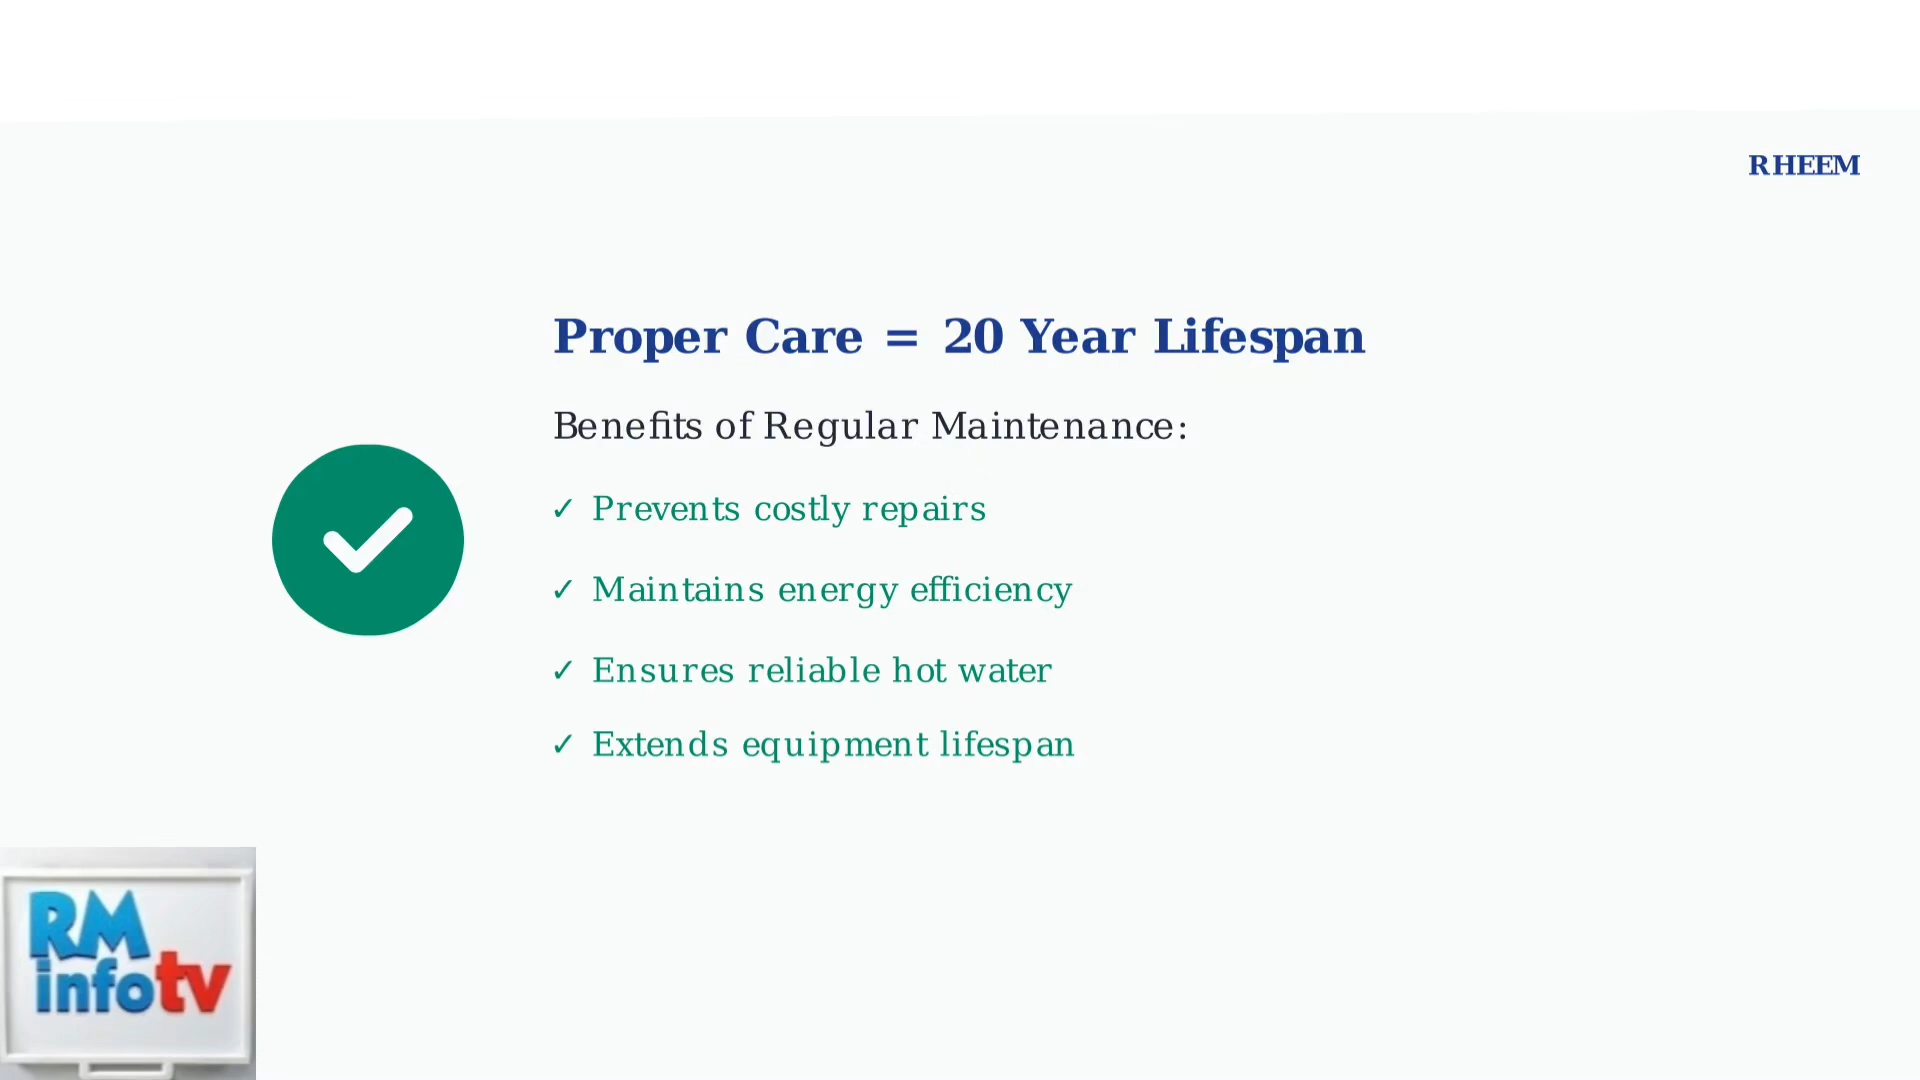 RHEEM
Proper Care = 20 Year Lifespan
Benefits of Regular Maintenance:
✓ Prevents costly repairs
✓ Maintains energy efficiency
✓ Ensures reliable hot water
✓ Extends equipment lifespan
RM
infotv